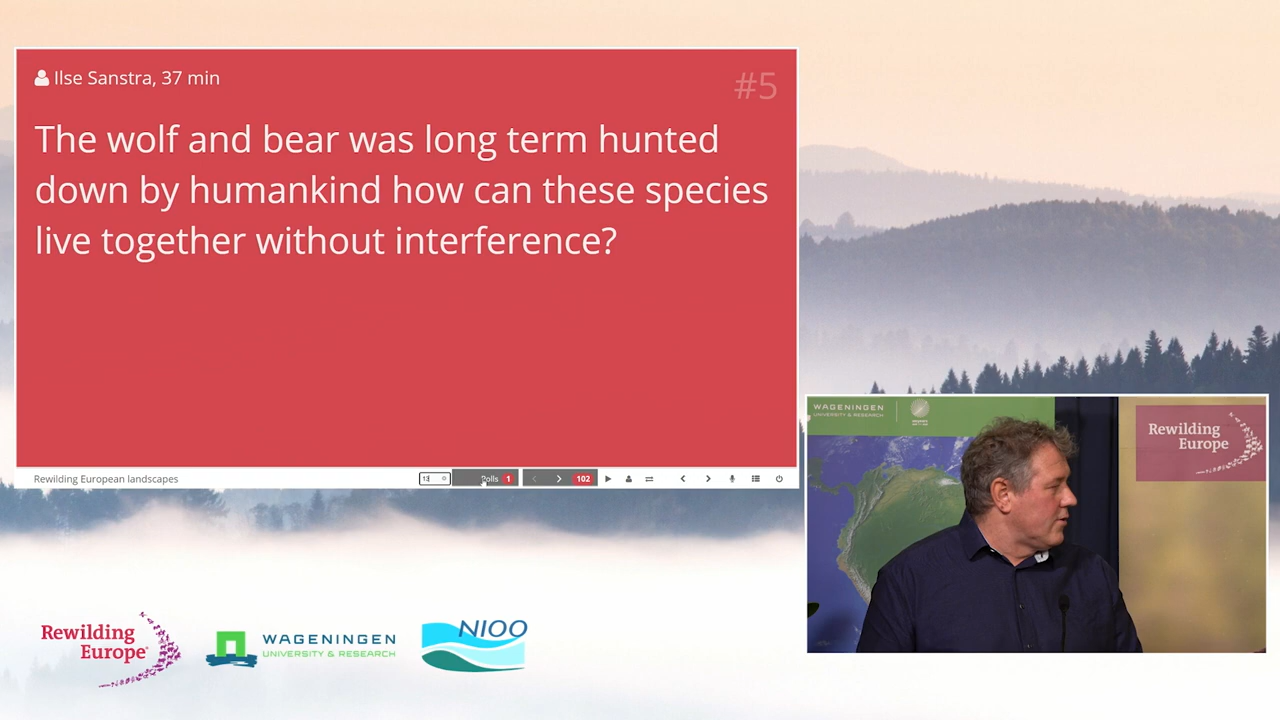 Ilse Sanstra, 37 min
#5
The wolf and bear was long term hunted
down by humankind how can these species
live together without interference?
Rewilding European landscapes
13
Polls 1
102
WAGENINGEN
UNIVERSITY & RESEARCH
Rewilding
Europe
Rewilding
Europe
WAGENINGEN
UNIVERSITY & RESEARCH
NIOO